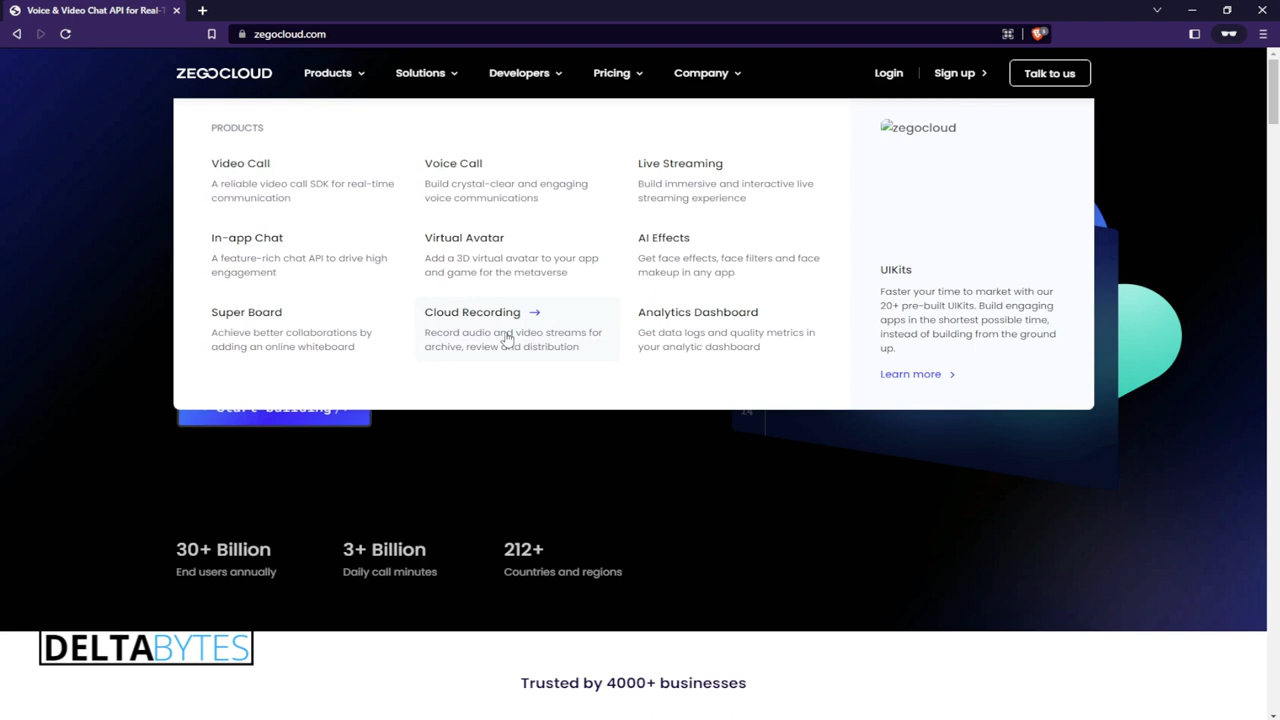 Voice & Video Chat API for Real-T
zegocloud.com
ZEGOCLOUD
Products
Solutions
Developers
Pricing
Company
Login
Sign up
Talk to us
PRODUCTS
Video Call
A reliable video call SDK for real-time
communication
Voice Call
Build crystal-clear and engaging
voice communications
Live Streaming
Build immersive and interactive live
streaming experience
In-app Chat
A feature-rich chat API to drive high
engagement
Virtual Avatar
Add a 3D virtual avatar to your app
and game for the metaverse
AI Effects
Get face effects, face filters and face
makeup in any app
Super Board
Achieve better collaborations by
adding an online whiteboard
Cloud Recording
Record audio and video streams for
archive, review and distribution
Analytics Dashboard
Get data logs and quality metrics in
your analytic dashboard
zegocloud
UIKits
Faster your time to market with our
20+ pre-built UIKits. Build engaging
apps in the shortest possible time,
instead of building from the ground
up.
Learn more
Start building
14
30+ Billion
End users annually
3+ Billion
Daily call minutes
212+
Countries and regions
DELTABYTES
Trusted by 4000+ businesses